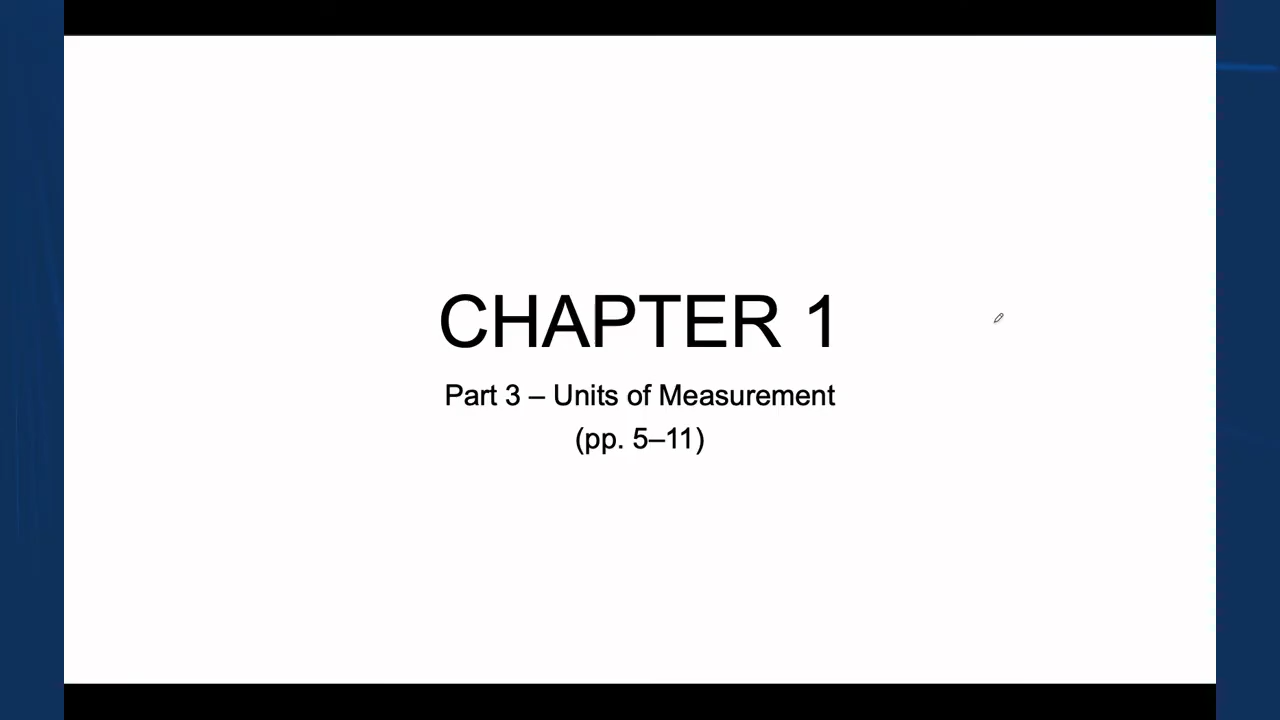 CHAPTER 1
Part 3 – Units of Measurement
(pp. 5–11)